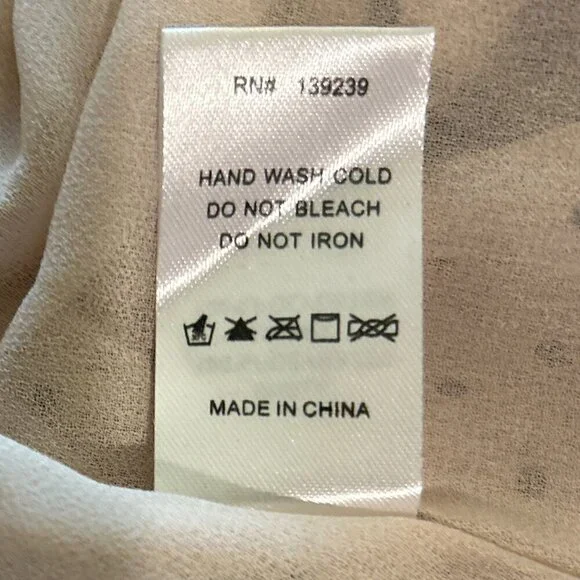 RN# 139239
HAND WASH COLD
DO NOT BLEACH
DO NOT IRON
MADE IN CHINA